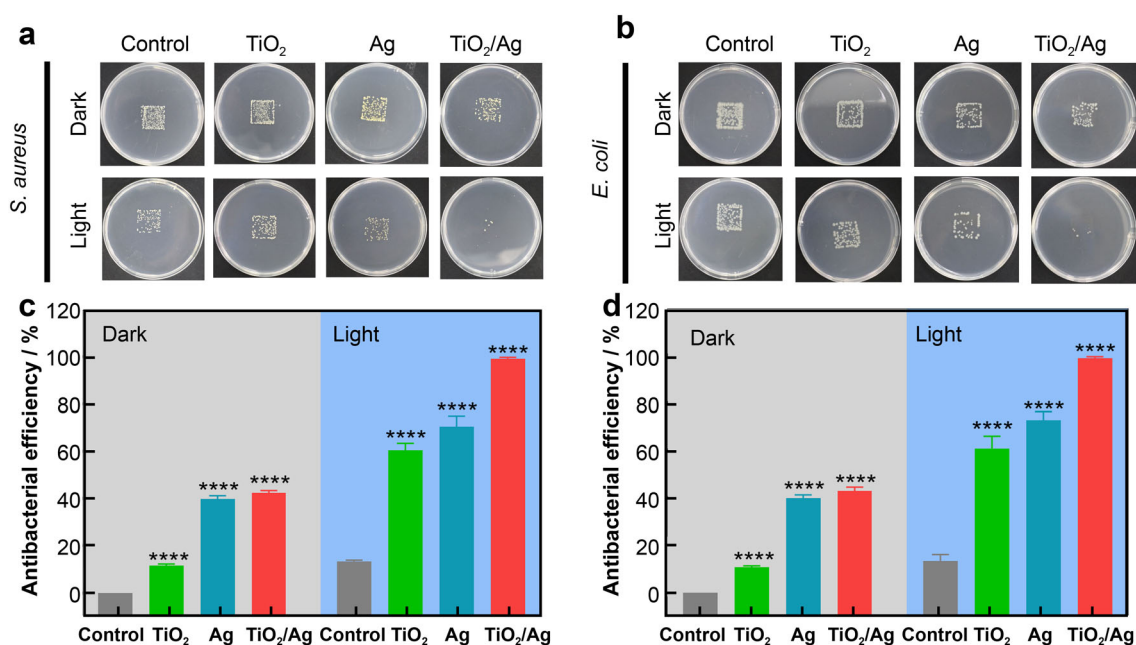 a
Control TiO₂ Ag TiO₂/Ag
S. aureus
Dark
Light
b
Control TiO₂ Ag TiO₂/Ag
E. coli
Dark
Light
c
Antibacterial efficiency / %
120
100
80
60
40
20
0
Dark
Light
**** **** ****
**** **** ****
Control TiO₂ Ag TiO₂/Ag Control TiO₂ Ag TiO₂/Ag
d
Antibacterial efficiency / %
120
100
80
60
40
20
0
Dark
Light
**** **** ****
**** **** ****
Control TiO₂ Ag TiO₂/Ag Control TiO₂ Ag TiO₂/Ag